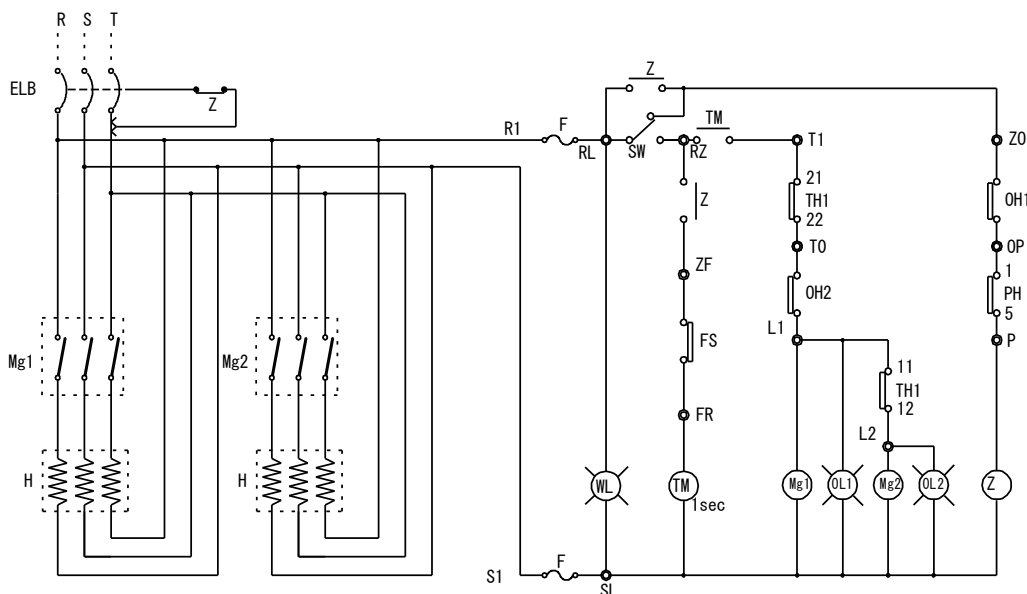 R S T
ELB
Z
Z
R1
F
RL
SW
RZ
TM
T1
ZO
21
TH1
22
OH1
Z
TO
OP
ZF
OH2
1
PH
5
L1
P
Mg1
Mg2
FS
11
TH1
12
FR
L2
H
H
WL
TM
1sec
Mg1
OL1
Mg2
OL2
Z
S1
F
SL